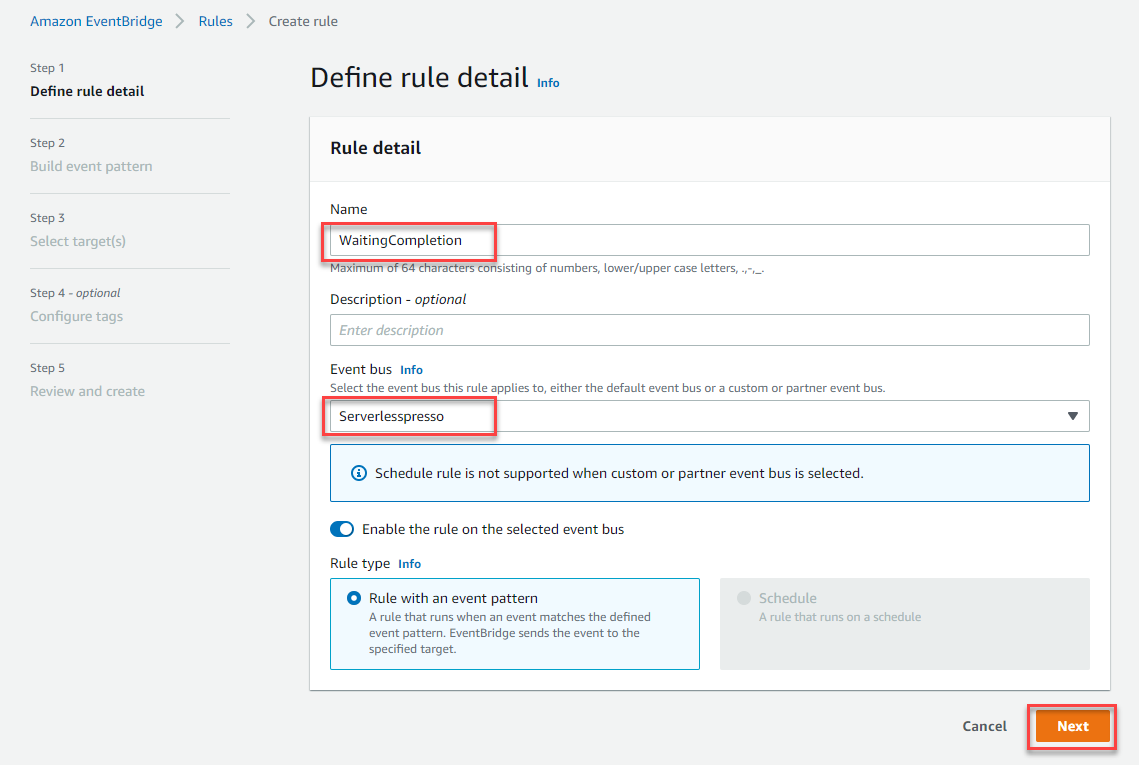 Amazon EventBridge > Rules > Create rule
Step 1
Define rule detail
Step 2
Build event pattern
Step 3
Select target(s)
Step 4 - optional
Configure tags
Step 5
Review and create
Define rule detail Info
Rule detail
Name
WaitingCompletion
Maximum of 64 characters consisting of numbers, lower/upper case letters, .,-,_.
Description - optional
Enter description
Event bus Info
Select the event bus this rule applies to, either the default event bus or a custom or partner event bus.
Serverlesspresso
Schedule rule is not supported when custom or partner event bus is selected.
Enable the rule on the selected event bus
Rule type Info
Rule with an event pattern
A rule that runs when an event matches the defined
event pattern. EventBridge sends the event to the
specified target.
Schedule
A rule that runs on a schedule
Cancel Next